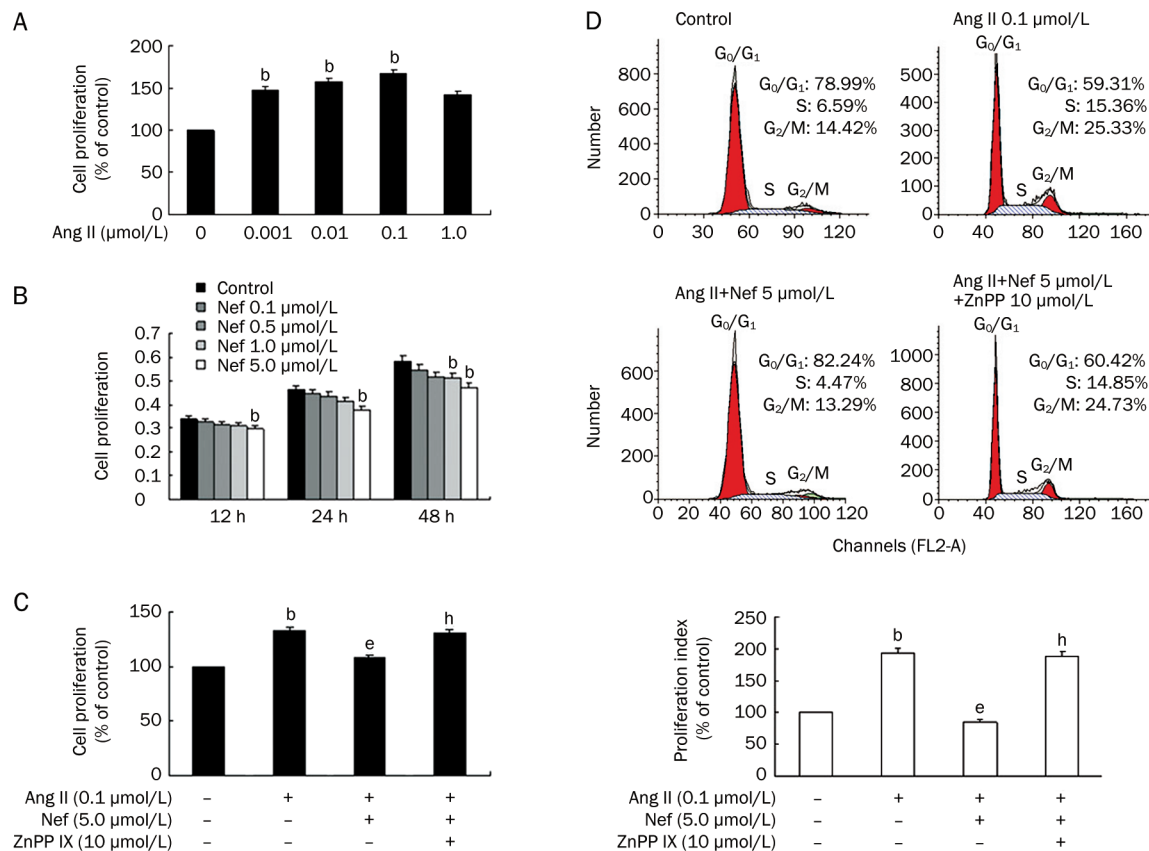 A
Cell proliferation
(% of control)
200
150
100
50
0
b
b
b
Ang II (µmol/L)
0
0.001
0.01
0.1
1.0
B
Control
Nef 0.1 µmol/L
Nef 0.5 µmol/L
Nef 1.0 µmol/L
Nef 5.0 µmol/L
Cell proliferation
0.7
0.6
0.5
0.4
0.3
0.2
0.1
0
b
b
b
b
12 h
24 h
48 h
C
Cell proliferation
(% of control)
150
100
50
0
b
e
h
Ang II (0.1 µmol/L) – + + +
Nef (5.0 µmol/L) – – + +
ZnPP IX (10 µmol/L) – – – +
D
Control
Number
800
600
400
200
0
G₀/G₁
G₀/G₁: 78.99%
S: 6.59%
G₂/M: 14.42%
S
G₂/M
0 30 60 90 120
Ang II 0.1 µmol/L
500
400
300
200
100
0
G₀/G₁
G₀/G₁: 59.31%
S: 15.36%
G₂/M: 25.33%
S
G₂/M
0 40 80 120 160
Ang II+Nef 5 µmol/L
Number
600
400
200
0
G₀/G₁
G₀/G₁: 82.24%
S: 4.47%
G₂/M: 13.29%
S
G₂/M
0 20 40 60 80 100 120
Ang II+Nef 5 µmol/L
+ZnPP 10 µmol/L
1000
800
600
400
200
0
G₀/G₁
G₀/G₁: 60.42%
S: 14.85%
G₂/M: 24.73%
S
G₂/M
0 40 80 120 160
Channels (FL2-A)
Proliferation index
(% of control)
250
200
150
100
50
0
b
e
h
Ang II (0.1 µmol/L) – + + +
Nef (5.0 µmol/L) – – + +
ZnPP IX (10 µmol/L) – – – +